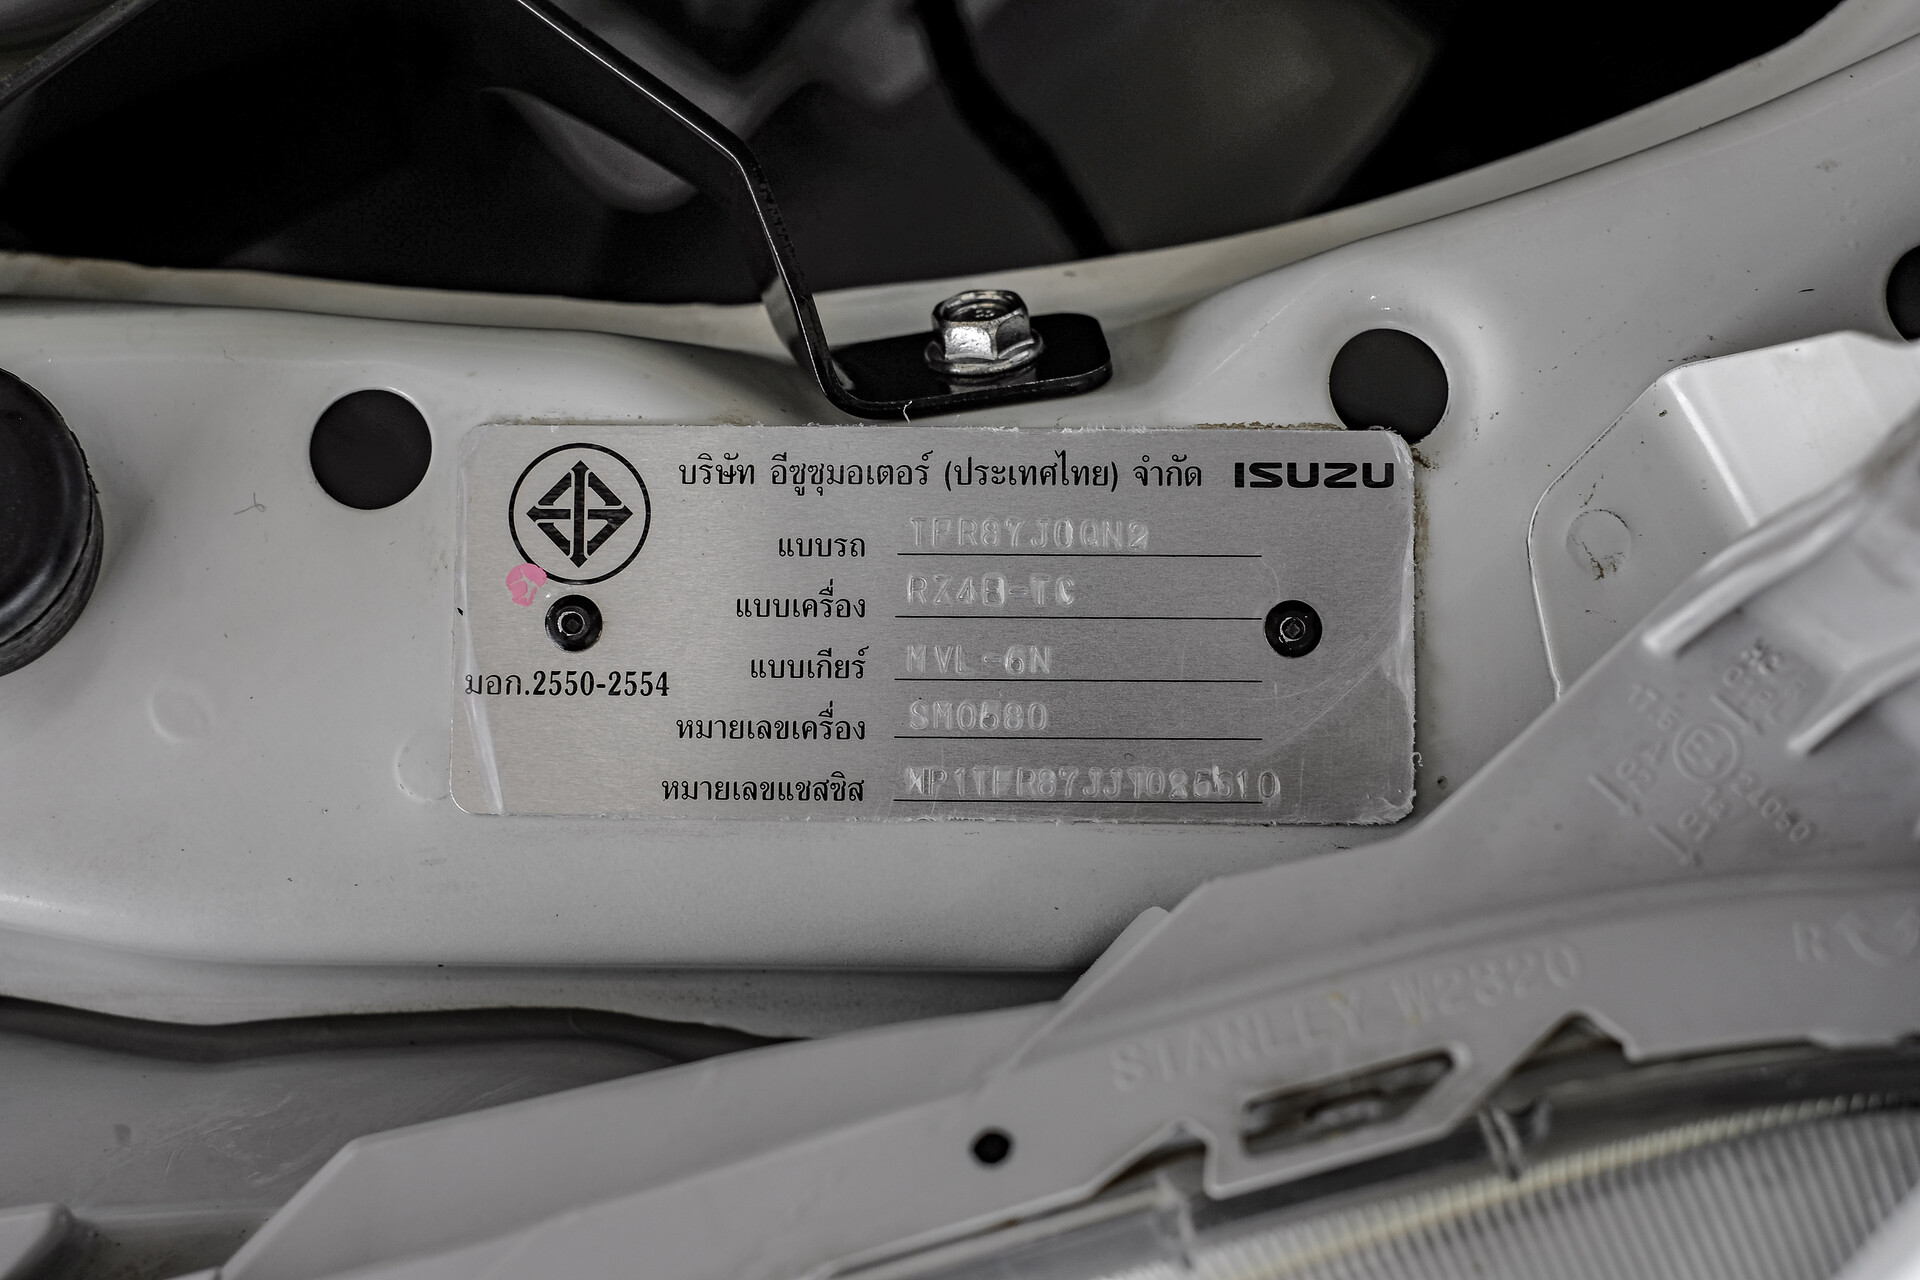 บริษัท อีซูซุมอเตอร์ (ประเทศไทย) จำกัด ISUZU
แบบรถ TFR87JOQN2
แบบเครื่อง RZ4E-TC
แบบเกียร์ MVL-6N
มอก.2550-2554
หมายเลขเครื่อง
หมายเลขแชสซิส
STANLEY W2320